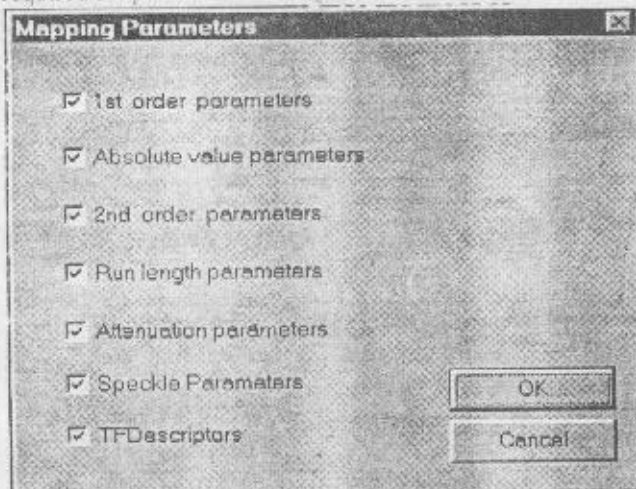 Mapping Parameters
1st order parameters
Absolute value parameters
2nd order parameters
Run length parameters
Attenuation parameters
Speckle Parameters
TFDescriptors
OK
Cancel